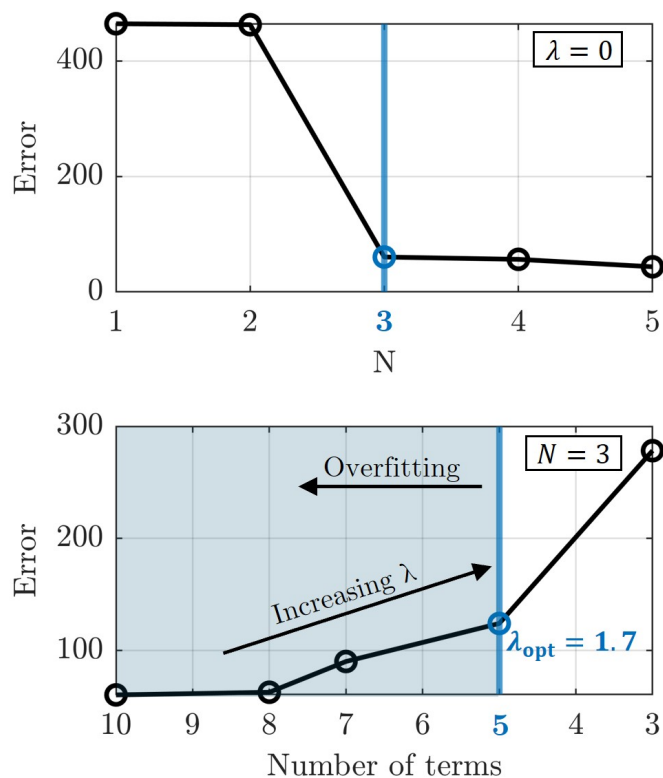 λ = 0
Error
400
200
0
1 2 3 4 5
N
N = 3
Overfitting
Increasing λ
λopt = 1.7
Error
300
200
100
10 9 8 7 6 5 4 3
Number of terms